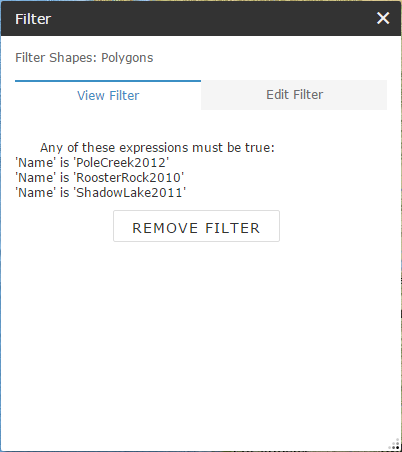 Filter
Filter Shapes: Polygons
View Filter
Edit Filter
Any of these expressions must be true:
'Name' is 'PoleCreek2012'
'Name' is 'RoosterRock2010'
'Name' is 'ShadowLake2011'
REMOVE FILTER